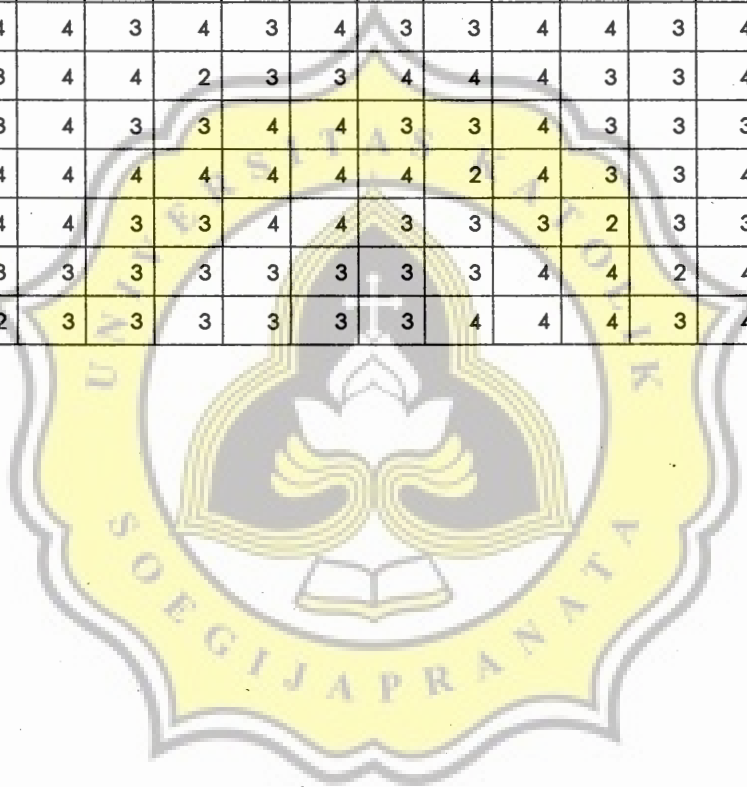 4 4 3 4 3 4 3 3 4 4 3 4
3 4 4 2 3 3 4 4 4 3 3 4
3 4 3 3 4 4 3 3 4 3 3 3
4 4 4 4 4 4 4 2 4 3 3 4
4 4 3 3 4 4 3 3 3 2 3 3
3 3 3 3 3 3 3 3 4 4 2 4
2 3 3 3 3 3 3 4 4 4 3 4
UNIVERSITAS KATOLIK
SOEGIJAPRANATA